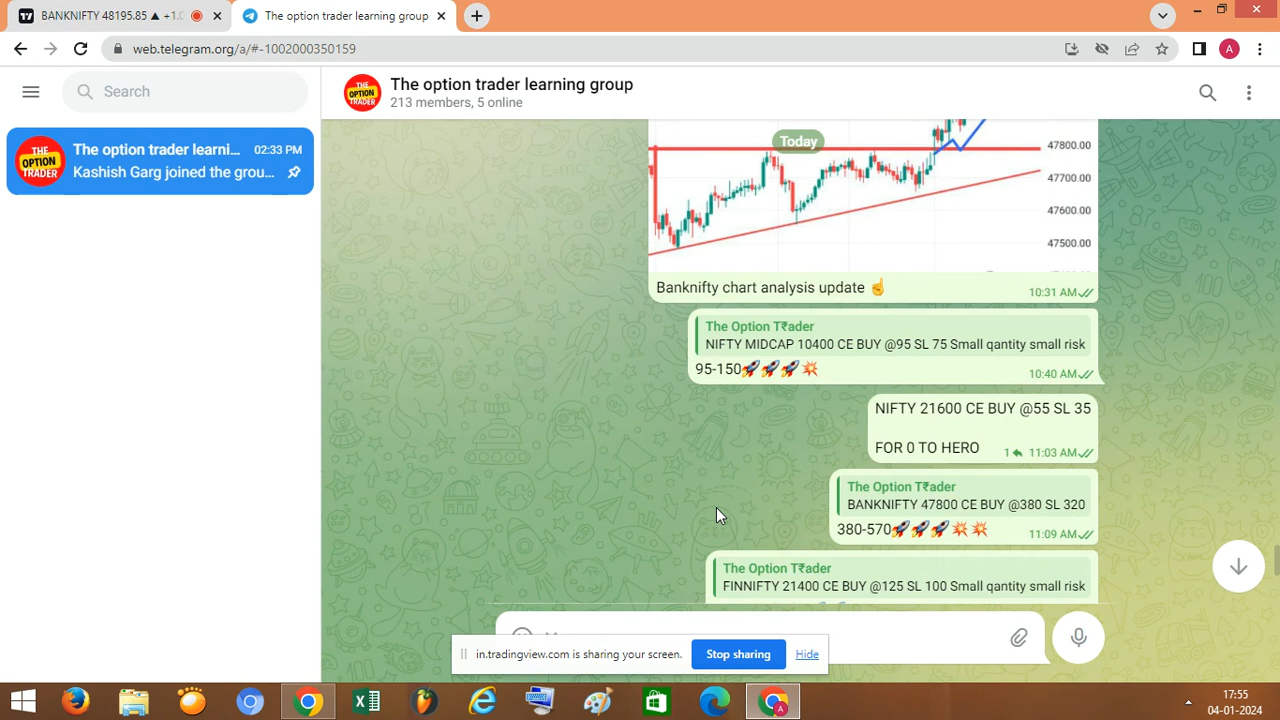 BANKNIFTY 48195.85 ▲ +1.0
The option trader learning group
web.telegram.org/a/#-1002000350159
A
Search
The option trader learning group
213 members, 5 online
THE OPTION TRADER
The option trader learni... 02:33 PM
Kashish Garg joined the grou...
THE OPTION TRADER
Today
47800.00
47700.00
47600.00
47500.00
Banknifty chart analysis update ☝
10:31 AM
The Option T₹ader
NIFTY MIDCAP 10400 CE BUY @95 SL 75 Small qantity small risk
95-150🚀🚀🚀💥
10:40 AM
NIFTY 21600 CE BUY @55 SL 35
FOR 0 TO HERO
1 11:03 AM
The Option T₹ader
BANKNIFTY 47800 CE BUY @380 SL 320
380-570🚀🚀🚀💥💥
11:09 AM
The Option T₹ader
FINNIFTY 21400 CE BUY @125 SL 100 Small qantity small risk
in.tradingview.com is sharing your screen.
Stop sharing
Hide
17:55
04-01-2024